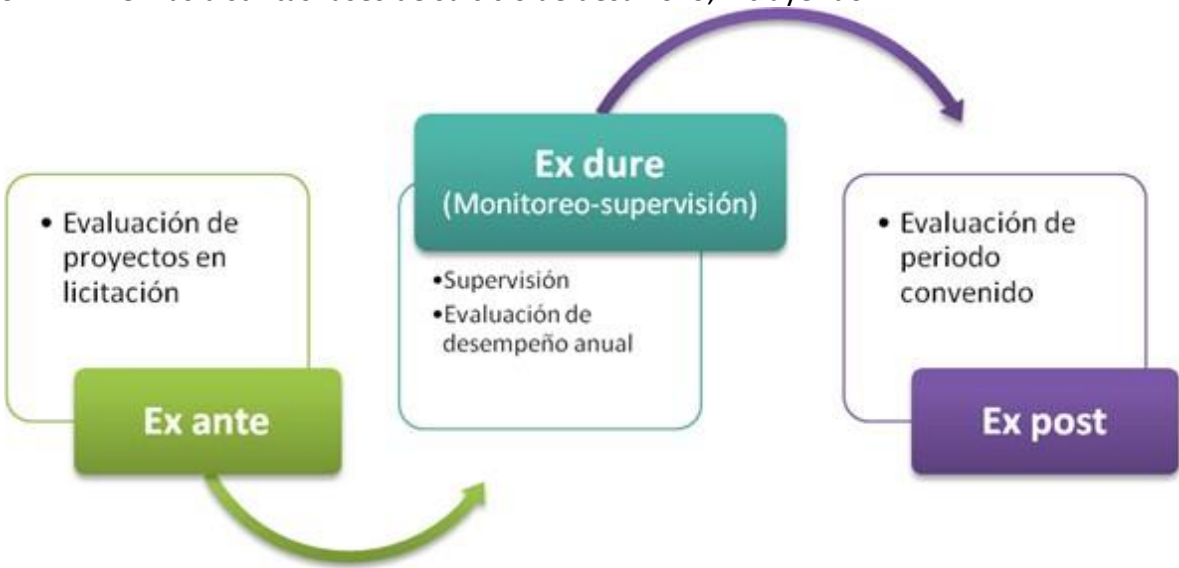 • Evaluación de
proyectos en
licitación
Ex ante
Ex dure
(Monitoreo-supervisión)
•Supervisión
•Evaluación de
desempeño anual
• Evaluación de
periodo
convenido
Ex post